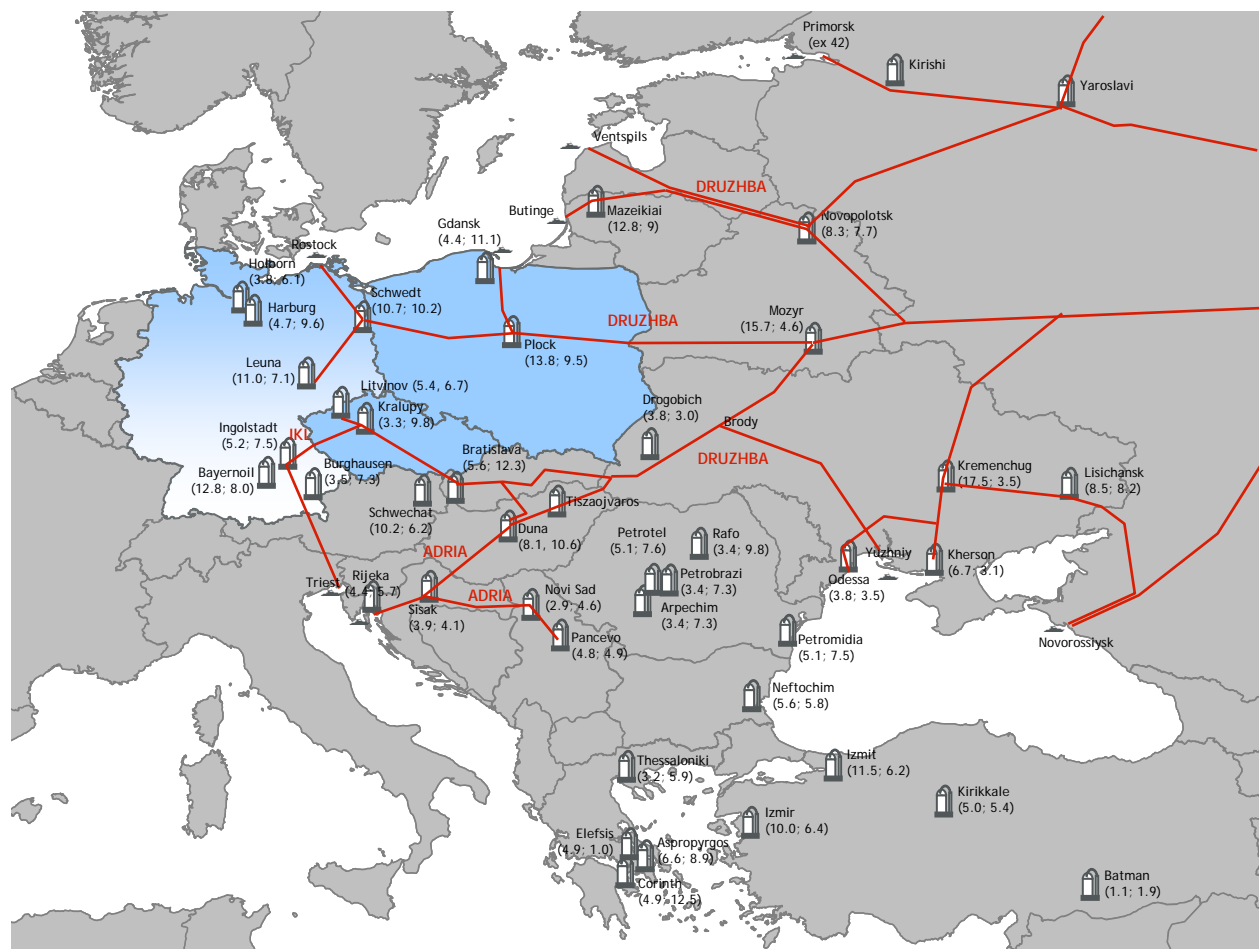 Primorsk
(ex 42)
Kirishi
Yaroslavi
Ventspils
DRUZHBA
Butinge
Mazeikiai
(12.8; 9)
Novopolotsk
(8.3; 7.7)
Gdansk
(4.4; 11.1)
Rostock
Holborn
(3.8; 6.1)
Harburg
(4.7; 9.6)
Schwedt
(10.7; 10.2)
DRUZHBA
Mozyr
(15.7; 4.6)
Plock
(13.8; 9.5)
Leuna
(11.0; 7.1)
Litvinov (5.4, 6.7)
Kralupy
(3.3; 9.8)
Drogobich
(3.8; 3.0)
Brody
Ingolstadt
(5.2; 7.5)
IKL
Bratislava
(5.6; 12.3)
DRUZHBA
Bayernoil
(12.8; 8.0)
Burghausen
(3.5; 7.3)
Kremenchug
(17.5; 3.5)
Lisichansk
(8.5; 8.2)
Schwechat
(10.2; 6.2)
Tiszaojvaros
Duna
(8.1, 10.6)
Petrotel
(5.1; 7.6)
Rafo
(3.4; 9.8)
ADRIA
Yuzhniy
Kherson
(6.7; 3.1)
Odessa
(3.8; 3.5)
Triest
Rijeka
(4.4; 5.7)
Petrobrazi
(3.4; 7.3)
Sisak
(3.9; 4.1)
ADRIA
Novi Sad
(2.9; 4.6)
Arpechim
(3.4; 7.3)
Pancevo
(4.8; 4.9)
Petromidia
(5.1; 7.5)
Novorossiysk
Neftochim
(5.6; 5.8)
Thessaloniki
(3.2; 5.9)
Izmit
(11.5; 6.2)
Kirikkale
(5.0; 5.4)
Izmir
(10.0; 6.4)
Elefsis
(4.9; 1.0)
Aspropyrgos
(6.6; 8.9)
Corinth
(4.9; 12.5)
Batman
(1.1; 1.9)